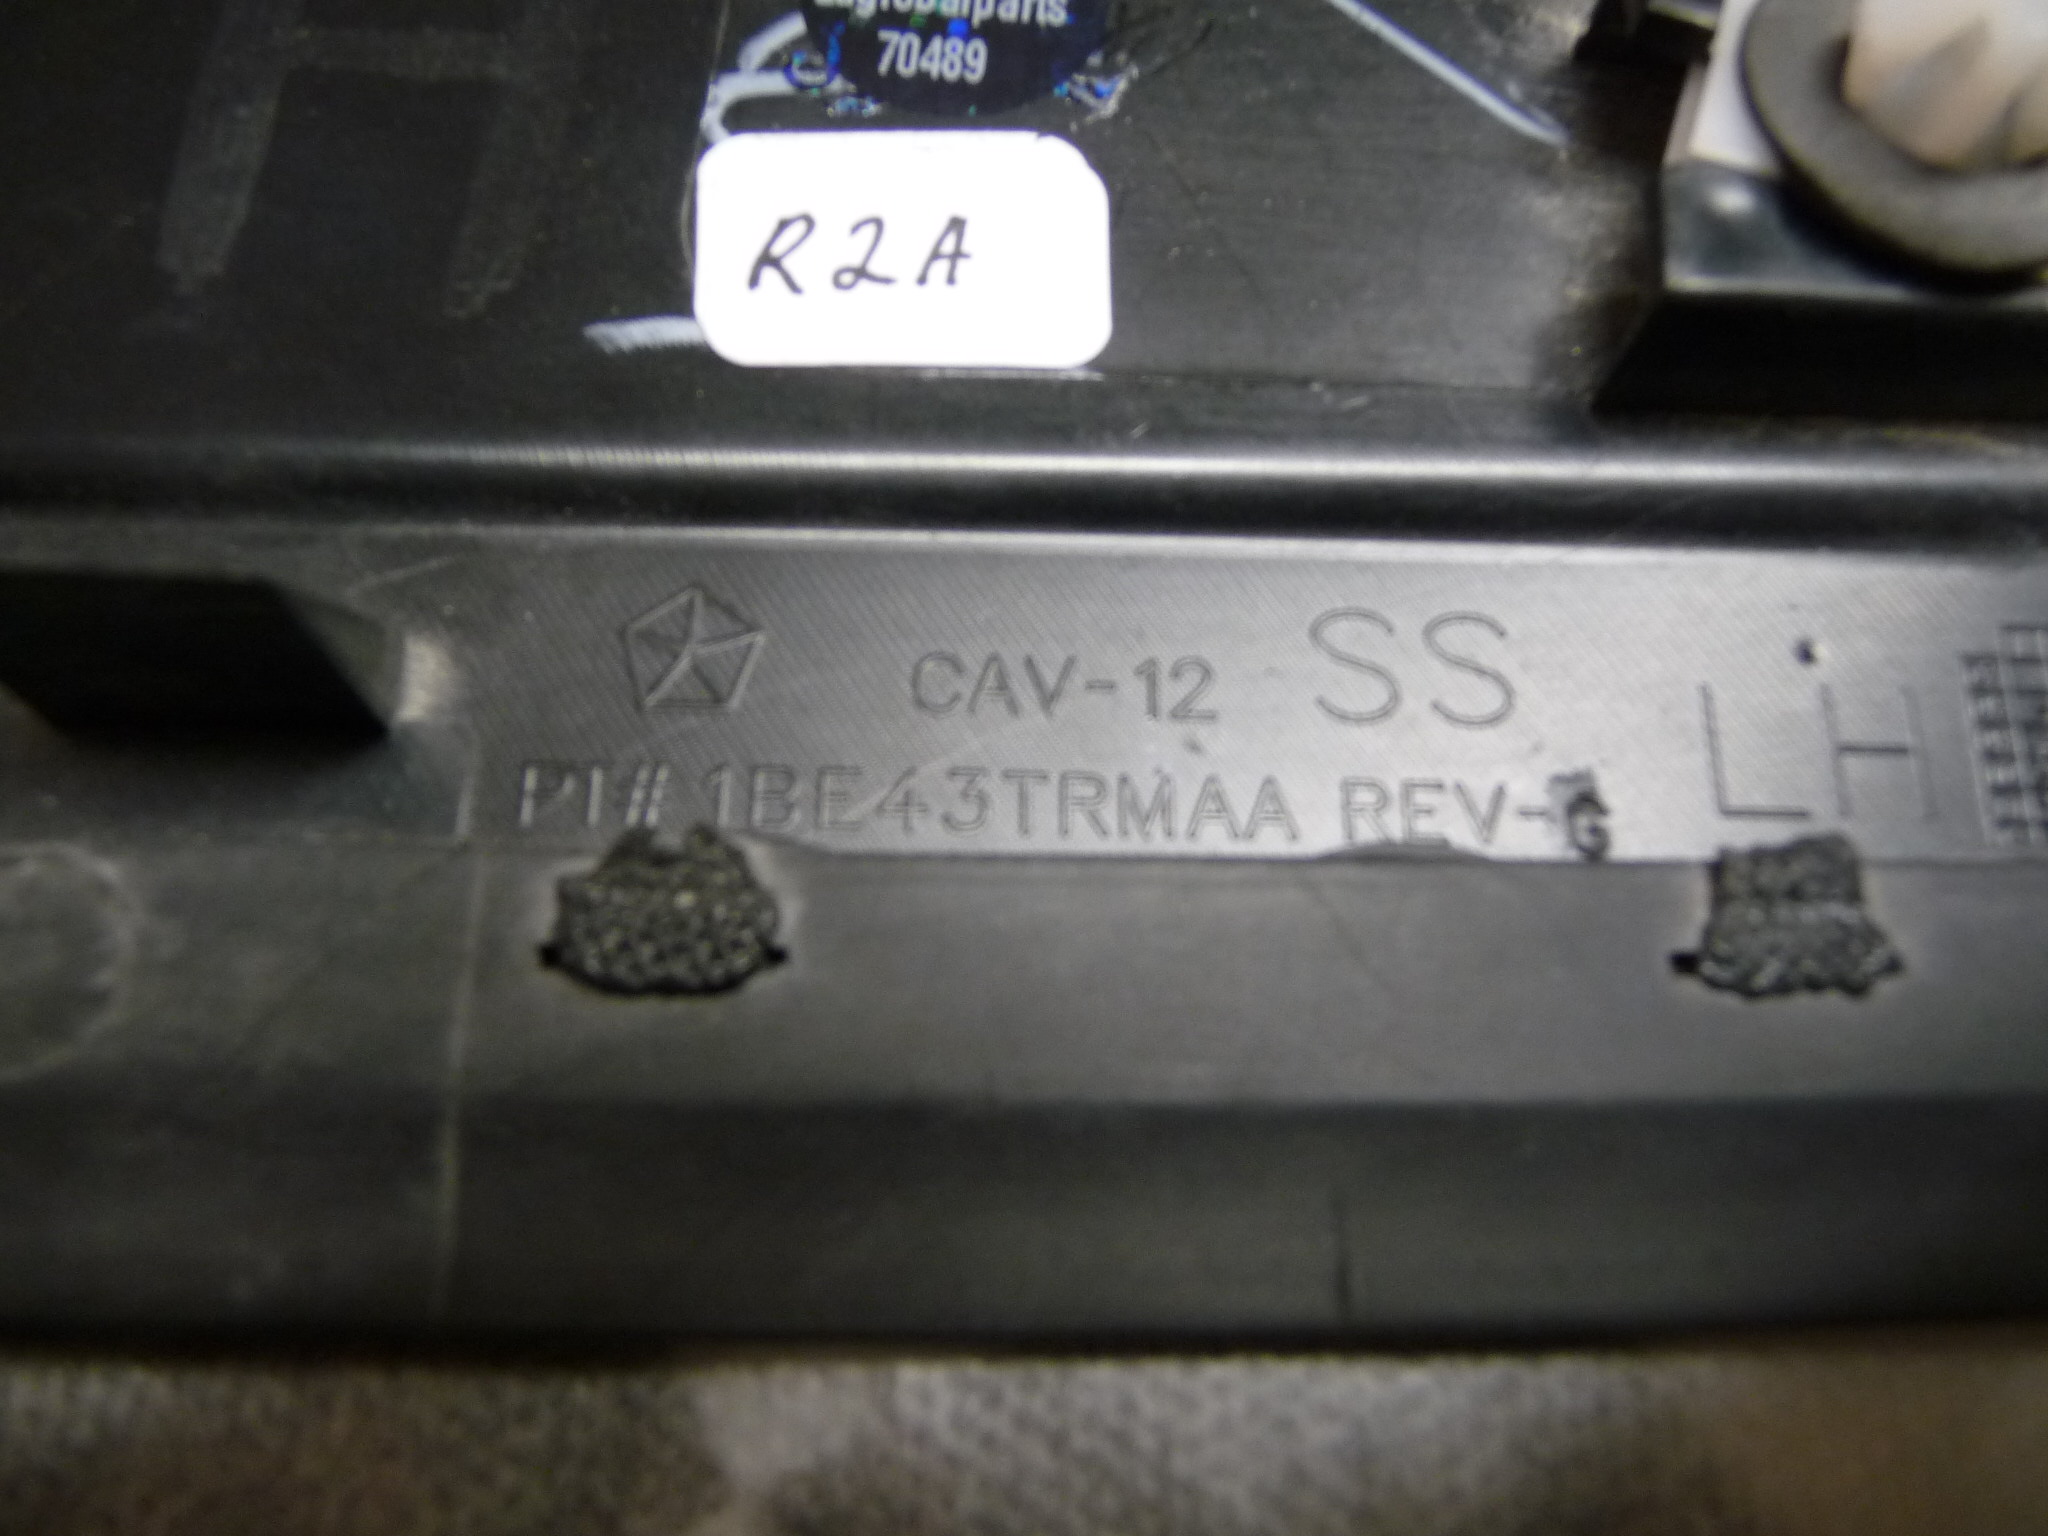 70489
R2A
CAV-12 SS
PT# 1BE43TRMAA REV-G
LH